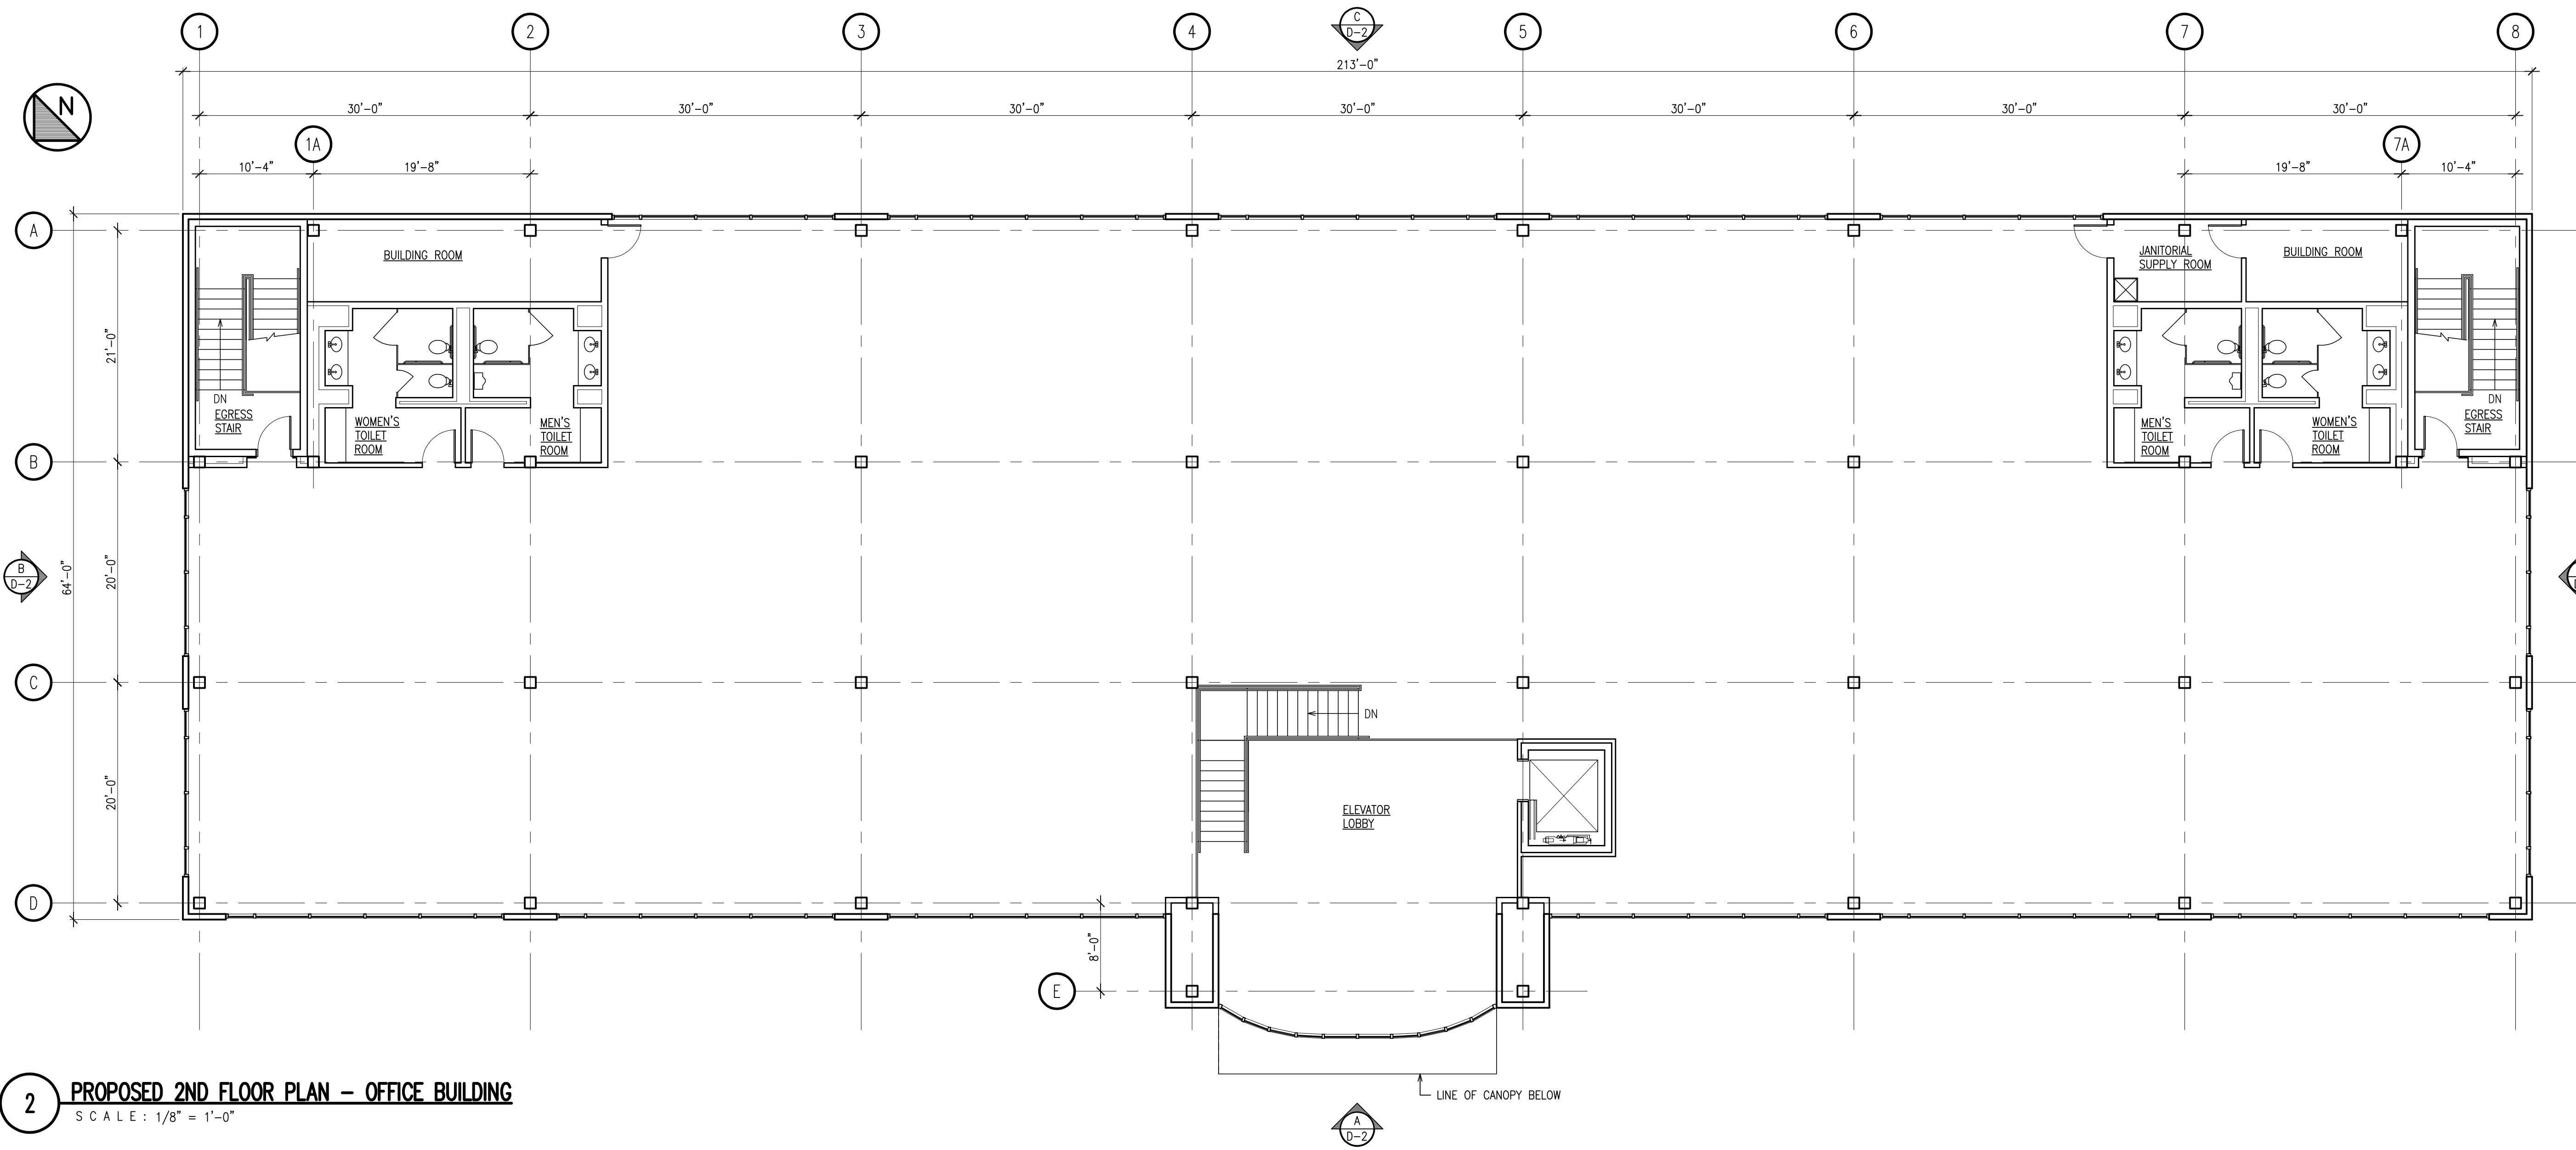 1
2
3
4
5
6
7
8
C
D-2
213'-0"
N
30'-0"
30'-0"
30'-0"
30'-0"
30'-0"
30'-0"
30'-0"
1A
7A
10'-4"
19'-8"
19'-8"
10'-4"
A
BUILDING ROOM
JANITORIAL
SUPPLY ROOM
BUILDING ROOM
21'-0"
DN
EGRESS
STAIR
WOMEN'S
TOILET
ROOM
MEN'S
TOILET
ROOM
MEN'S
TOILET
ROOM
WOMEN'S
TOILET
ROOM
DN
EGRESS
STAIR
B
B
D-2
64'-0"
20'-0"
C
DN
20'-0"
ELEVATOR
LOBBY
D
8'-0"
E
LINE OF CANOPY BELOW
A
D-2
2
PROPOSED 2ND FLOOR PLAN - OFFICE BUILDING
SCALE: 1/8" = 1'-0"